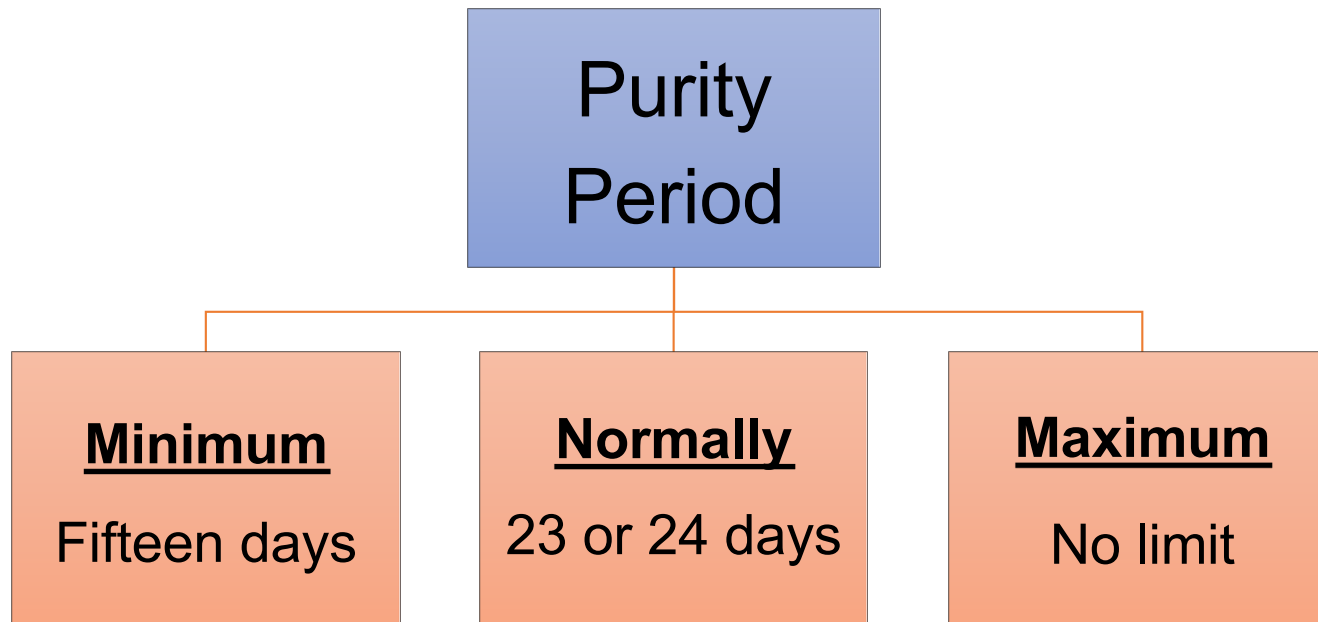 Purity
Period
Minimum
Fifteen days
Normally
23 or 24 days
Maximum
No limit